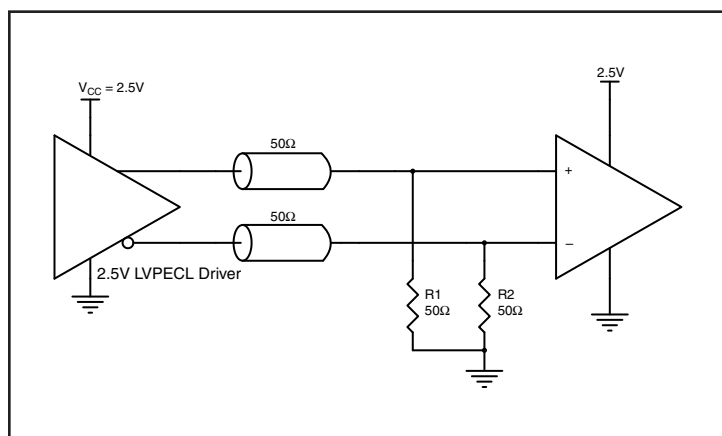 V_CC = 2.5V
2.5V
50Ω
+
50Ω
−
2.5V LVPECL Driver
R1
50Ω
R2
50Ω